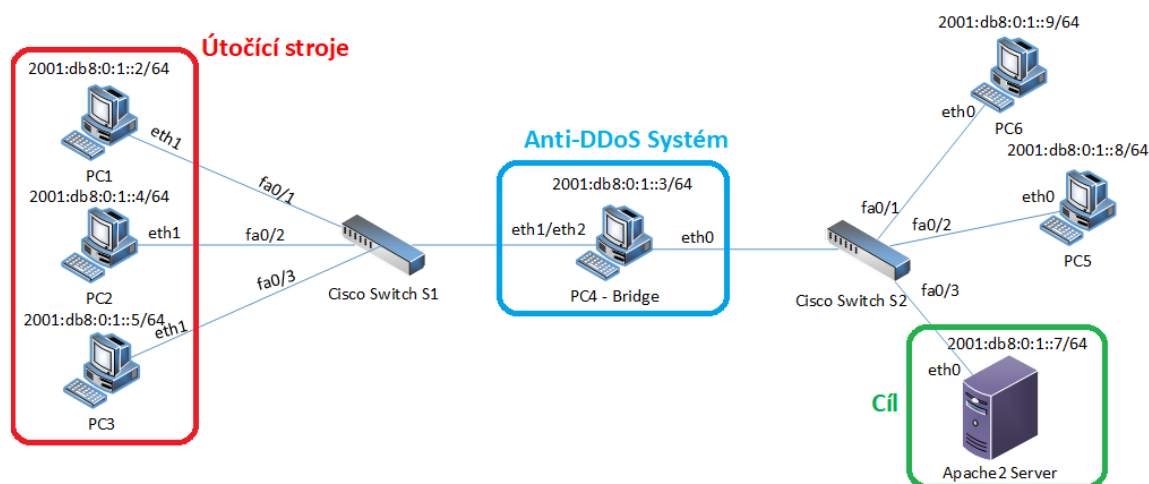 Útočící stroje
2001:db8:0:1::2/64
eth1
PC1
fa0/1
2001:db8:0:1::4/64
eth1
fa0/2
PC2
fa0/3
2001:db8:0:1::5/64
eth1
PC3
Cisco Switch S1
Anti-DDoS Systém
2001:db8:0:1::3/64
eth1/eth2
eth0
PC4 - Bridge
Cisco Switch S2
2001:db8:0:1::9/64
eth0
PC6
fa0/1
2001:db8:0:1::8/64
eth0
fa0/2
PC5
fa0/3
2001:db8:0:1::7/64
eth0
Cíl
Apache2 Server